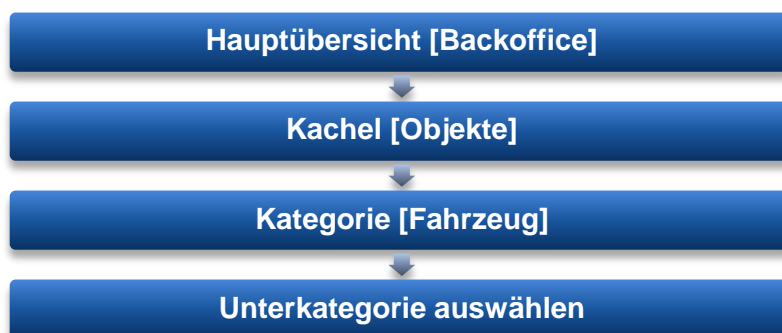 Hauptübersicht [Backoffice]
Kachel [Objekte]
Kategorie [Fahrzeug]
Unterkategorie auswählen